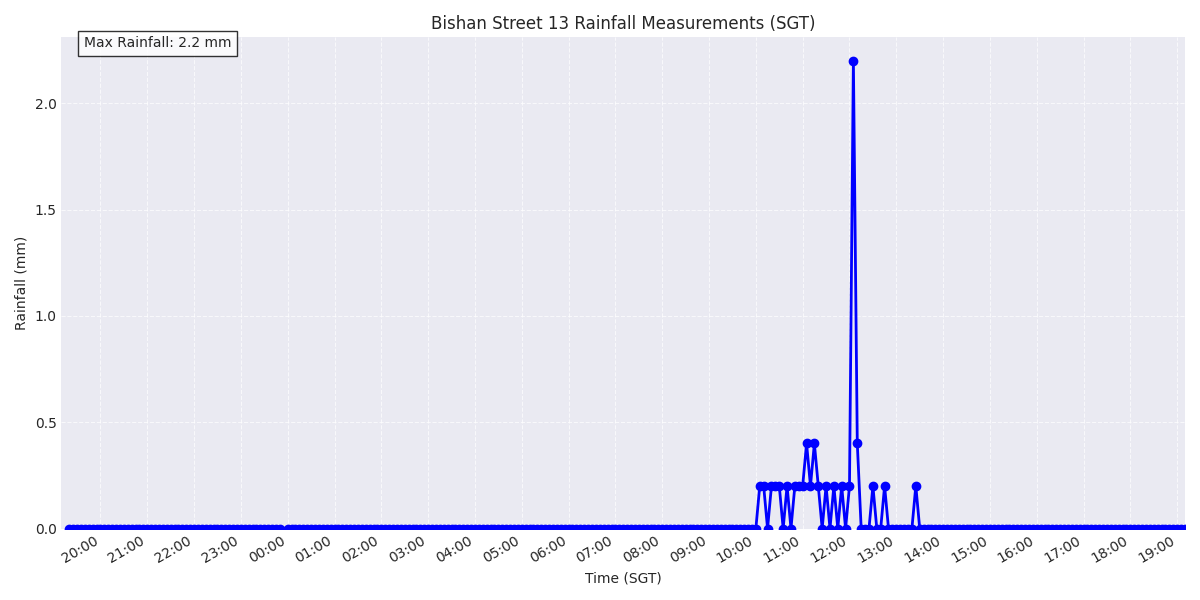 Bishan Street 13 Rainfall Measurements (SGT)
Max Rainfall: 2.2 mm
Rainfall (mm)
2.0
1.5
1.0
0.5
0.0
20:00 21:00 22:00 23:00 00:00 01:00 02:00 03:00 04:00 05:00 06:00 07:00 08:00 09:00 10:00 11:00 12:00 13:00 14:00 15:00 16:00 17:00 18:00 19:00
Time (SGT)